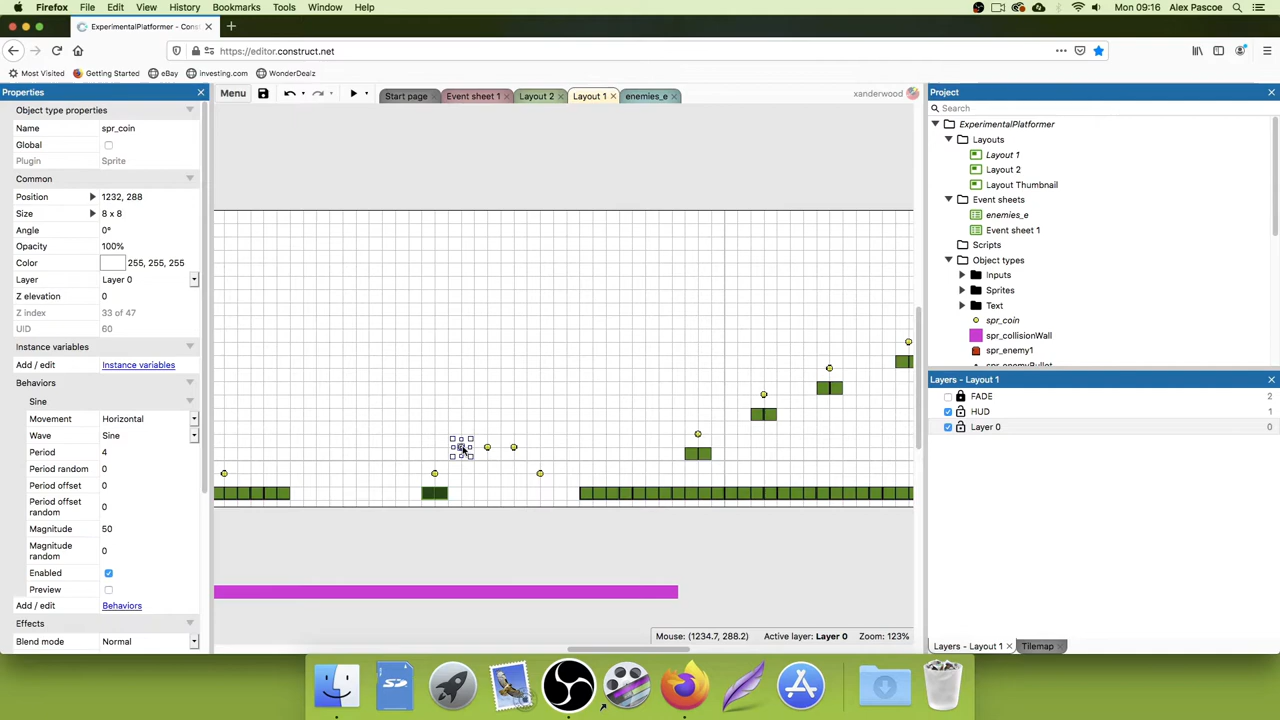 Firefox File Edit View History Bookmarks Tools Window Help Mon 09:16 Alex Pascoe
ExperimentalPlatformer - Cons
https://editor.construct.net
Most Visited Getting Started eBay investing.com WonderDealz
Properties
Menu
Start page Event sheet 1 Layout 2 Layout 1 enemies_e
xanderwood
Object type properties
Name spr_coin
Global
Plugin Sprite
Common
Position 1232, 288
Size 8 x 8
Angle 0°
Opacity 100%
Color 255, 255, 255
Layer Layer 0
Z elevation 0
Z index 33 of 47
UID 60
Instance variables
Add / edit Instance variables
Behaviors
Sine
Movement Horizontal
Wave Sine
Period 4
Period random 0
Period offset 0
Period offset random 0
Magnitude 50
Magnitude random 0
Enabled
Preview
Add / edit Behaviors
Effects
Blend mode Normal
Mouse: (1234.7, 288.2) Active layer: Layer 0 Zoom: 123%
Project
Search
ExperimentalPlatformer
Layouts
Layout 1
Layout 2
Layout Thumbnail
Event sheets
enemies_e
Event sheet 1
Scripts
Object types
Inputs
Sprites
Text
spr_coin
spr_collisionWall
spr_enemy1
spr_enemyBullet
Layers - Layout 1
FADE 2
HUD 1
Layer 0 0
Layers - Layout 1 Tilemap
SD